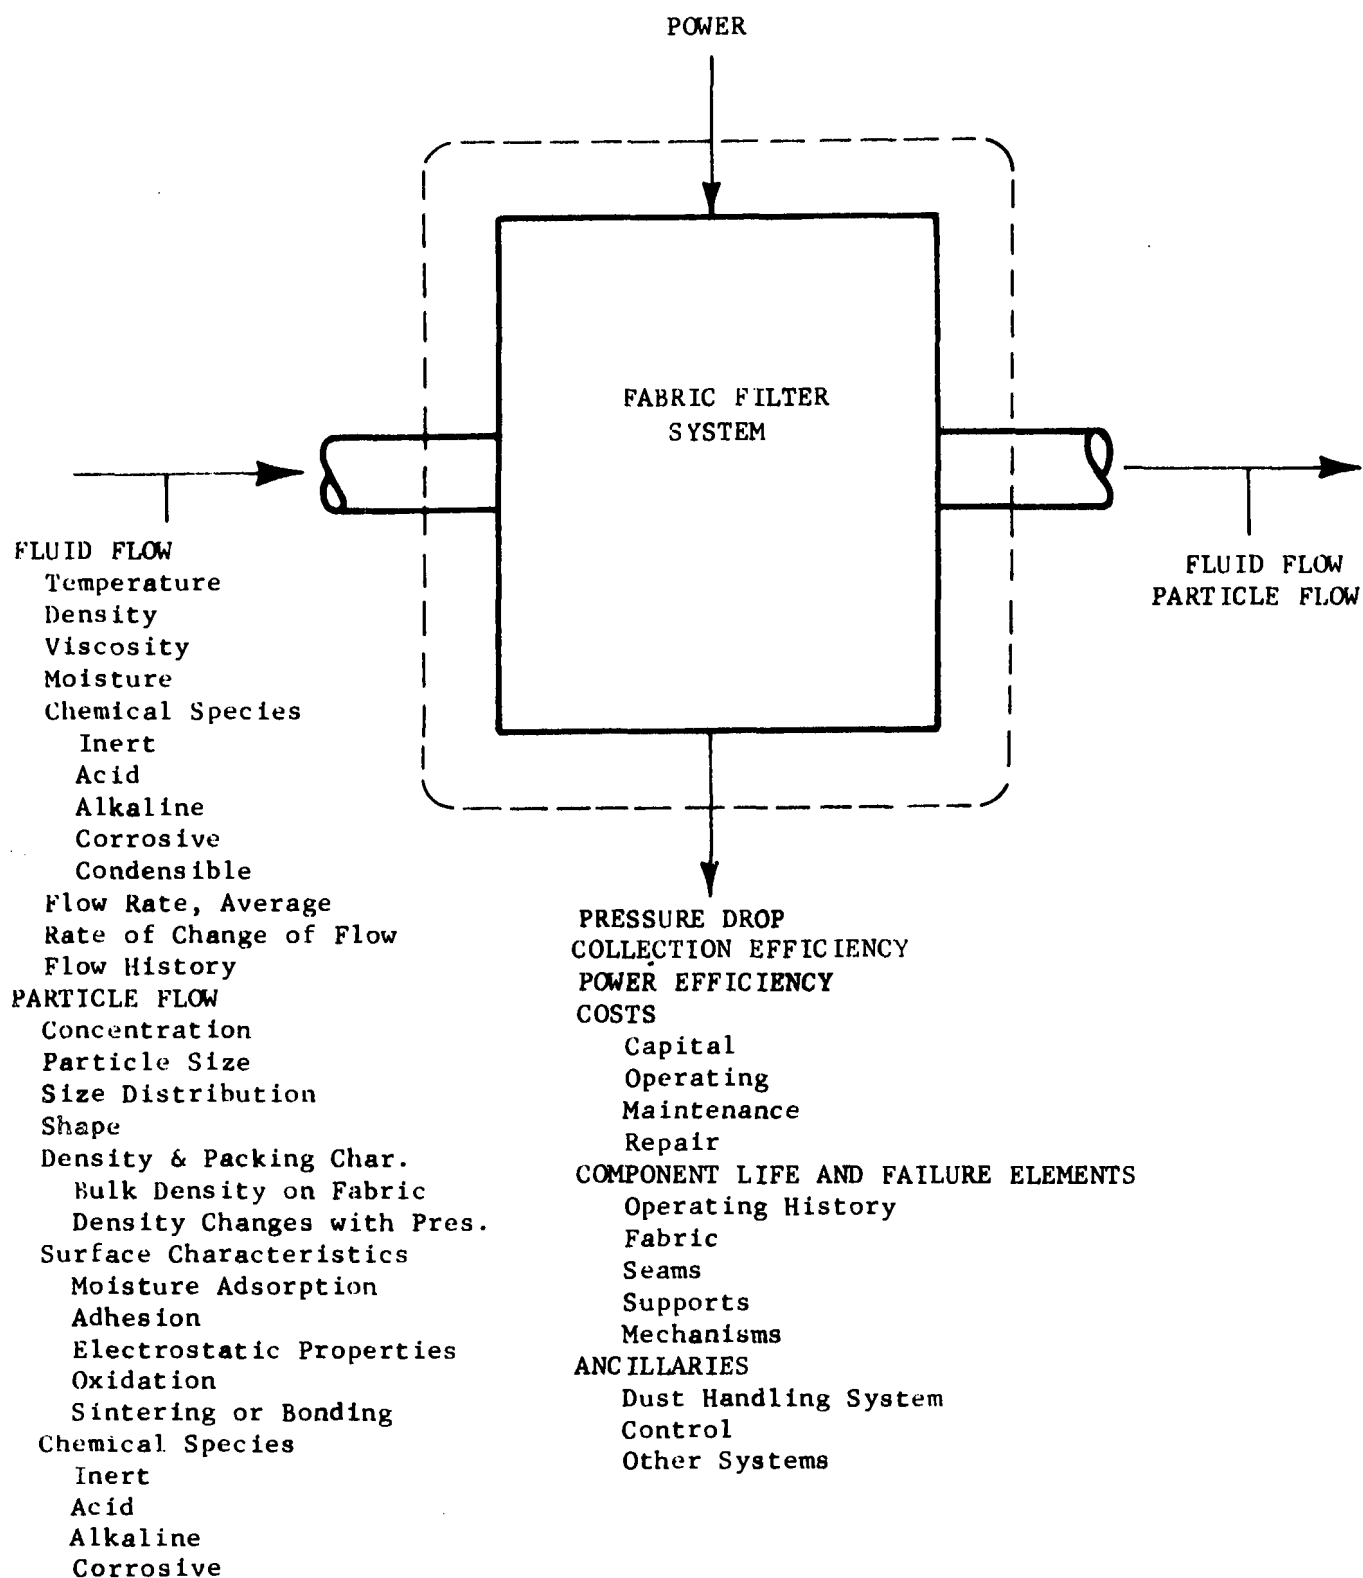 POWER
FABRIC FILTER
SYSTEM
FLUID FLOW
Temperature
Density
Viscosity
Moisture
Chemical Species
Inert
Acid
Alkaline
Corrosive
Condensible
Flow Rate, Average
Rate of Change of Flow
Flow History
PARTICLE FLOW
Concentration
Particle Size
Size Distribution
Shape
Density & Packing Char.
Bulk Density on Fabric
Density Changes with Pres.
Surface Characteristics
Moisture Adsorption
Adhesion
Electrostatic Properties
Oxidation
Sintering or Bonding
Chemical Species
Inert
Acid
Alkaline
Corrosive
PRESSURE DROP
COLLECTION EFFICIENCY
POWER EFFICIENCY
COSTS
Capital
Operating
Maintenance
Repair
COMPONENT LIFE AND FAILURE ELEMENTS
Operating History
Fabric
Seams
Supports
Mechanisms
ANCILLARIES
Dust Handling System
Control
Other Systems
FLUID FLOW
PARTICLE FLOW